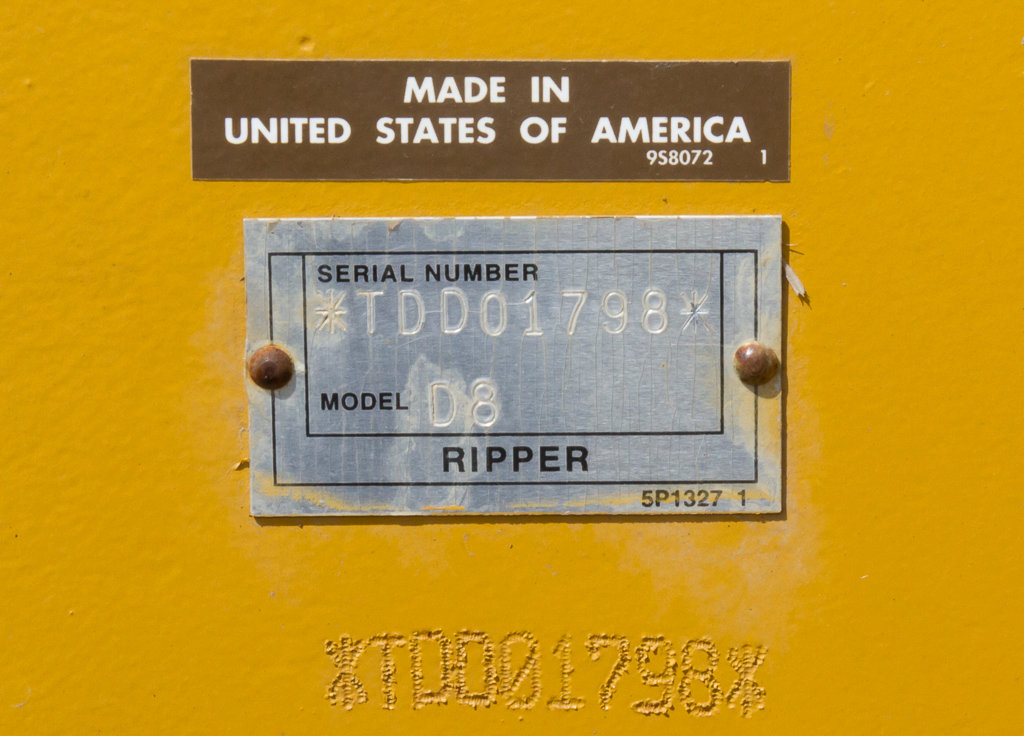 MADE IN
UNITED STATES OF AMERICA
9S8072 1
SERIAL NUMBER
*TDD01798*
MODEL D8
RIPPER
5P1327 1
*TDD01798*